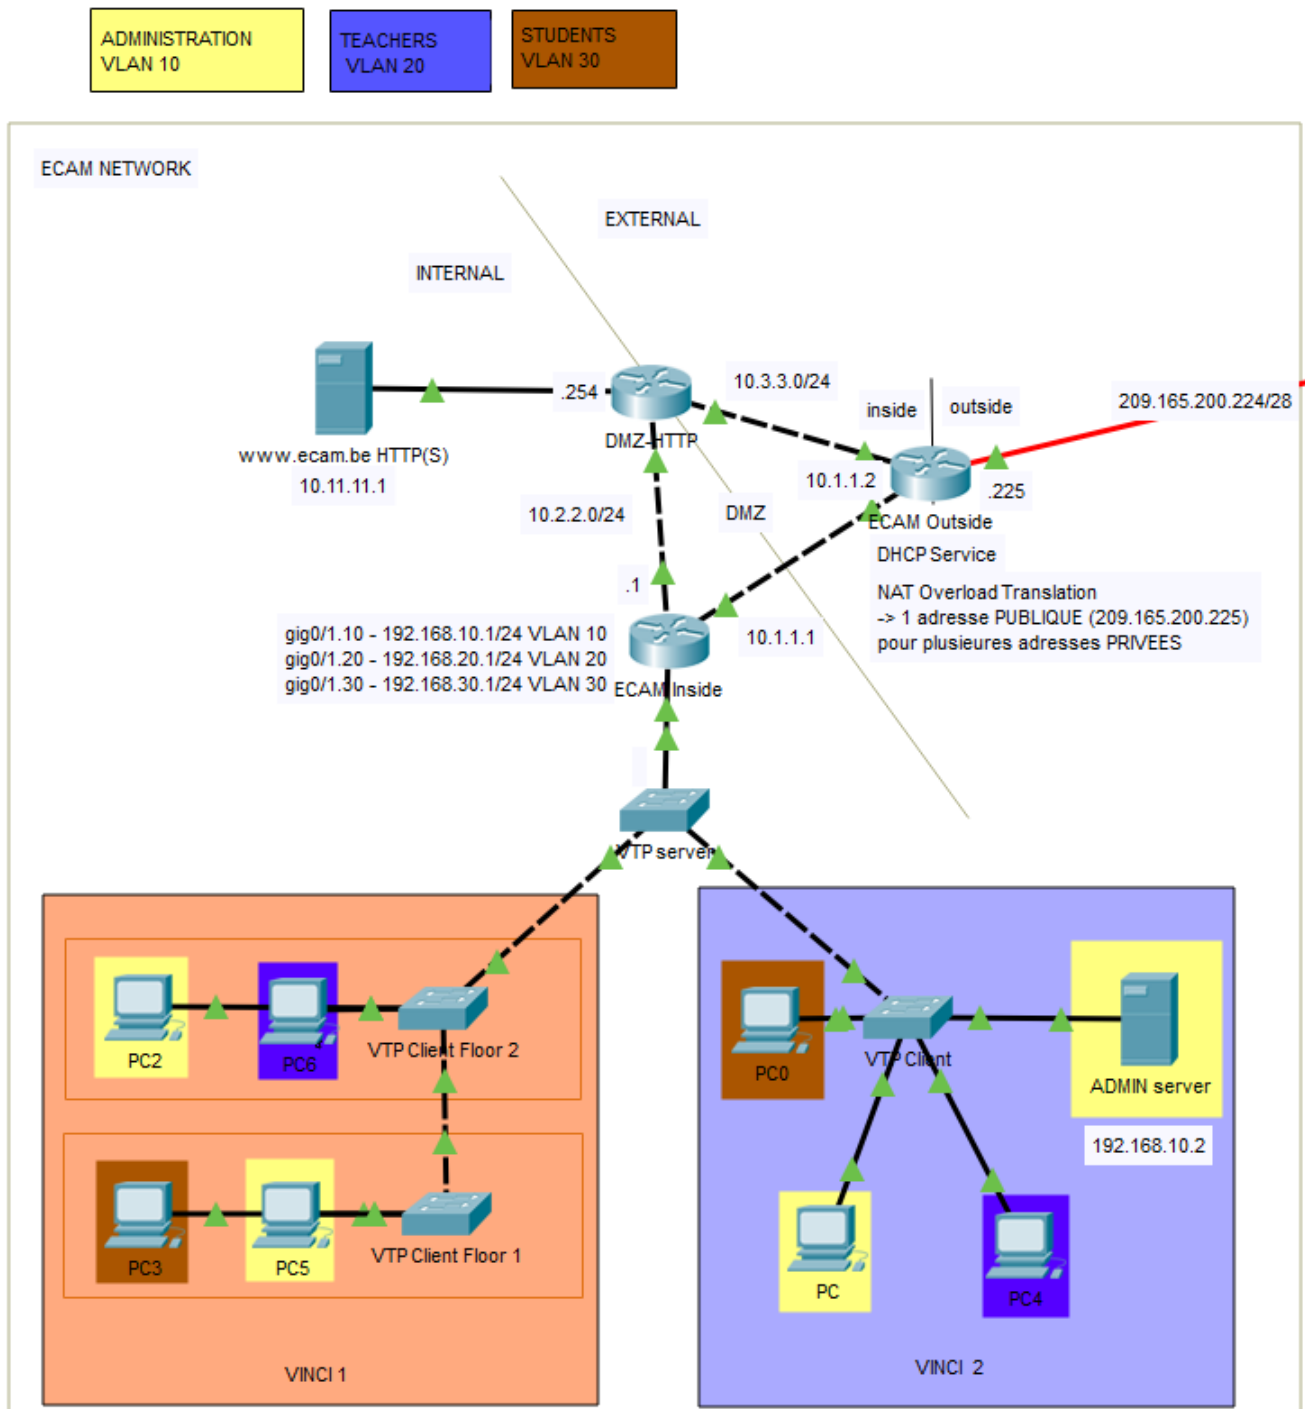 ADMINISTRATION
VLAN 10
TEACHERS
VLAN 20
STUDENTS
VLAN 30
ECAM NETWORK
EXTERNAL
INTERNAL
.254
10.3.3.0/24
inside
outside
209.165.200.224/28
DMZ-HTTP
www.ecam.be HTTP(S)
10.11.11.1
10.1.1.2
.225
10.2.2.0/24
DMZ
ECAM Outside
DHCP Service
.1
NAT Overload Translation
-> 1 adresse PUBLIQUE (209.165.200.225)
pour plusieures adresses PRIVEES
10.1.1.1
gig0/1.10 - 192.168.10.1/24 VLAN 10
gig0/1.20 - 192.168.20.1/24 VLAN 20
gig0/1.30 - 192.168.30.1/24 VLAN 30
ECAM Inside
VTP server
PC2
PC6
VTP Client Floor 2
PC3
PC5
VTP Client Floor 1
VINCI 1
PC0
VTP Client
ADMIN server
192.168.10.2
PC
PC4
VINCI 2